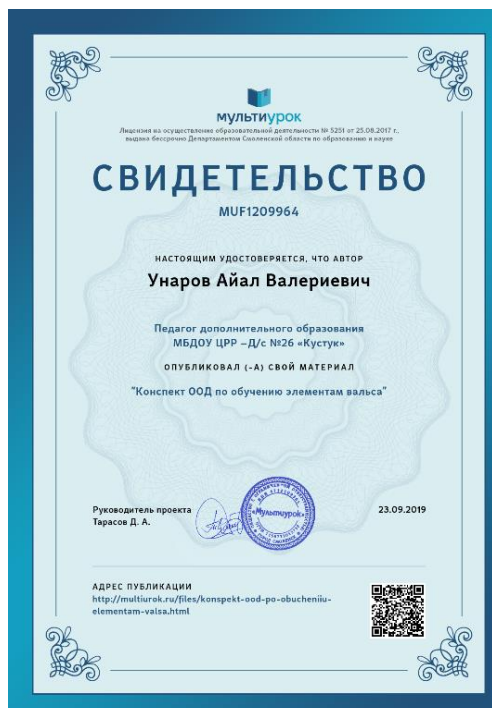 мультиурок
Лицензия на осуществление образовательной деятельности № 5251 от 25.08.2017 г.,
выдано бессрочно Департаментом Смоленской области по образованию и науке
СВИДЕТЕЛЬСТВО
MUF1209964
НАСТОЯЩИМ УДОСТОВЕРЯЕТСЯ, ЧТО АВТОР
Унаров Айал Валериевич
Педагог дополнительного образования
МБДОУ ЦРР –Д/с №26 «Кустук»
ОПУБЛИКОВАЛ (-А) СВОЙ МАТЕРИАЛ
"Конспект ООД по обучению элементам вальса"
Руководитель проекта
Тарасов Д. А.
«Мультиурок»
23.09.2019
АДРЕС ПУБЛИКАЦИИ
http://multiurok.ru/files/konspekt-ood-po-obucheniiu-
elementam-valsa.html